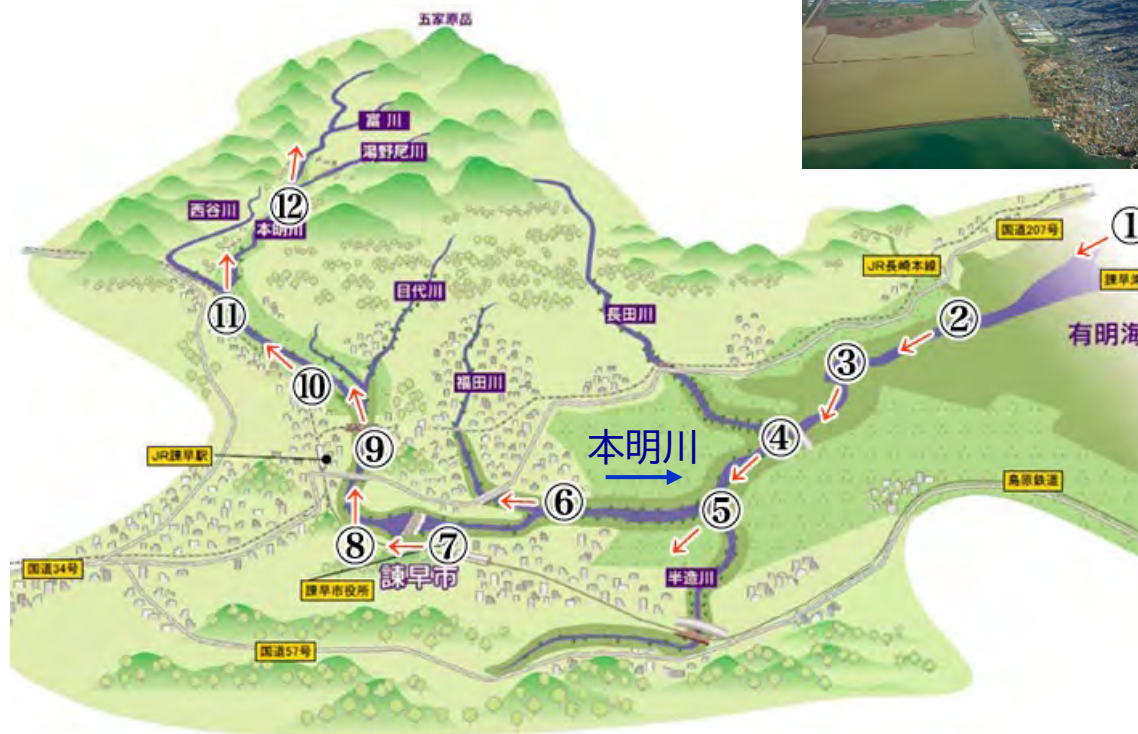 五家原岳
富川
湯野尾川
⑫
西谷川
本明川
国道207号
①
JR長崎本線
諫早湾
目代川
②
⑪
長田川
有明海
③
⑩
福田川
④
本明川
⑨
JR諫早駅
⑥
⑤
島原鉄道
⑧
⑦
国道34号
諫早市
半造川
諫早市役所
国道57号